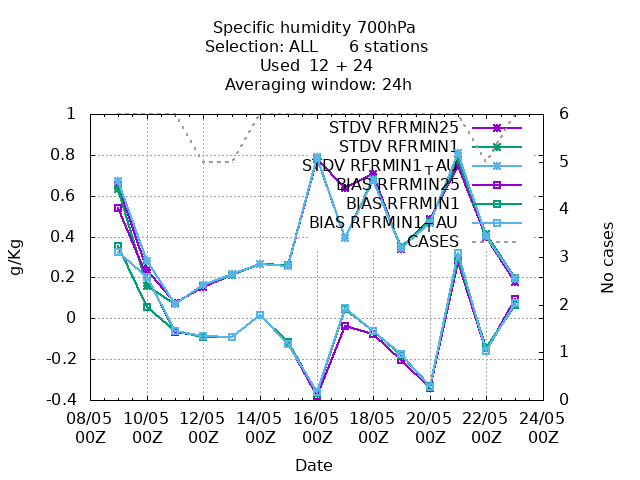 Specific humidity 700hPa
Selection: ALL 6 stations
Used 12 + 24
Averaging window: 24h
g/Kg
1
0.8
0.6
0.4
0.2
0
-0.2
-0.4
STDV RFRMIN25
STDV RFRMIN1
STDV RFRMIN1_TAU
BIAS RFRMIN25
BIAS RFRMIN1
BIAS RFRMIN1_TAU
CASES
6
5
4
3
2
1
0
No cases
08/05 10/05 12/05 14/05 16/05 18/05 20/05 22/05 24/05
00Z 00Z 00Z 00Z 00Z 00Z 00Z 00Z 00Z
Date